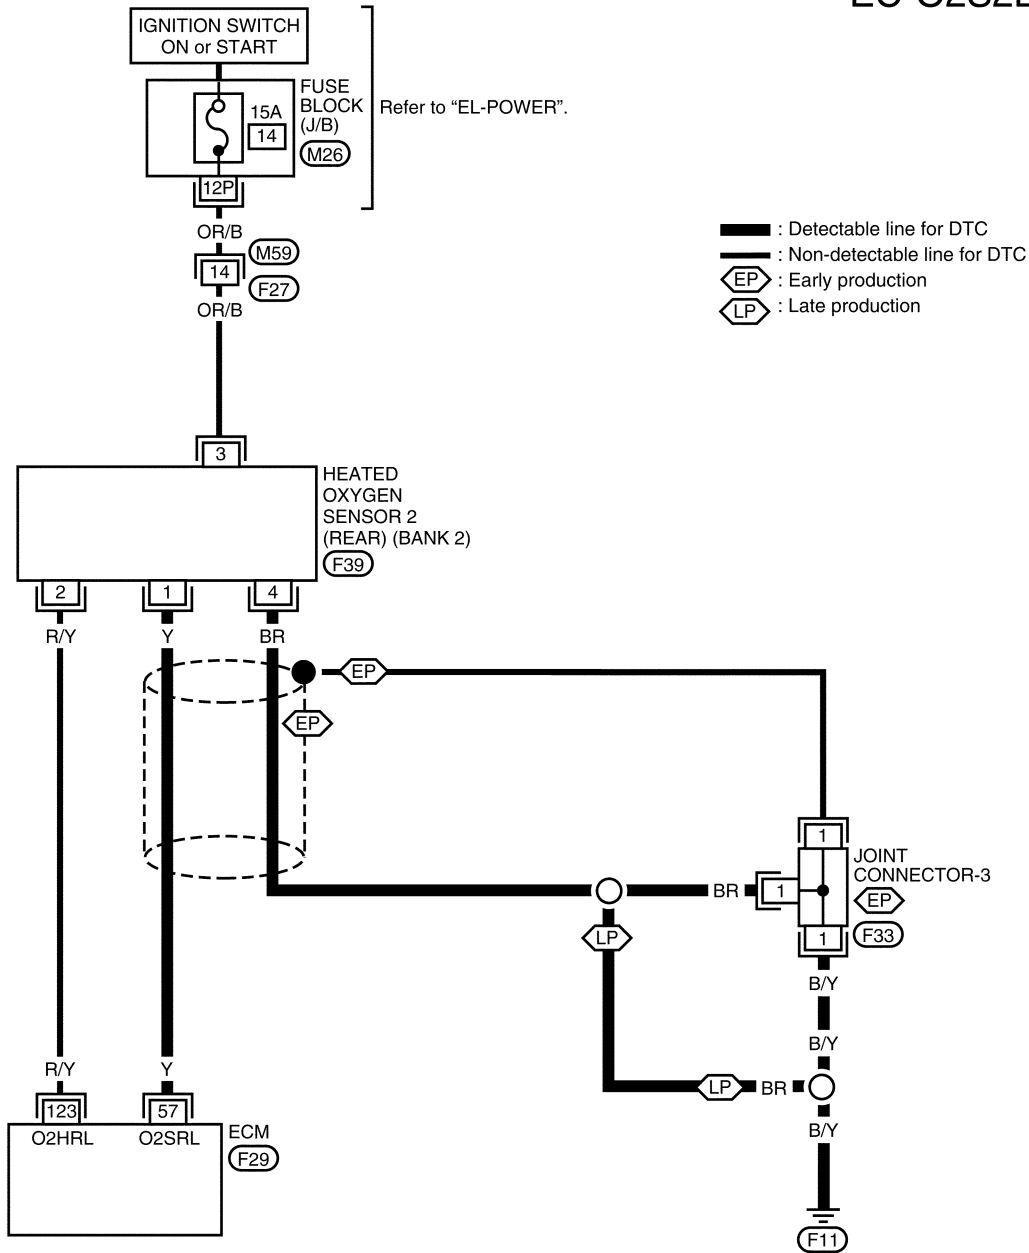 IGNITION SWITCH
ON or START
FUSE
BLOCK
(J/B)
M26
15A
14
Refer to “EL-POWER”.
12P
OR/B
M59
14
F27
OR/B
: Detectable line for DTC
: Non-detectable line for DTC
EP : Early production
LP : Late production
3
HEATED
OXYGEN
SENSOR 2
(REAR) (BANK 2)
F39
2 1 4
R/Y Y BR
EP
EP
1
JOINT
CONNECTOR-3
EP
F33
BR 1
1
LP
B/Y
B/Y
LP BR
B/Y
F11
R/Y Y
123 57
O2HRL O2SRL
ECM
F29